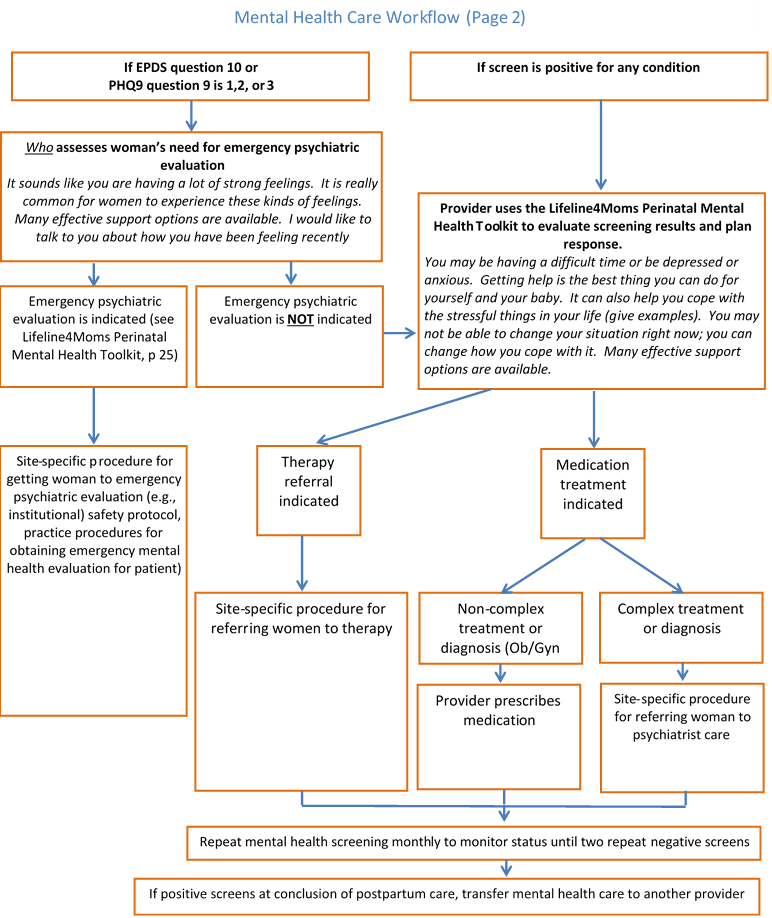 Mental Health Care Workflow (Page 2)
If EPDS question 10 or
PHQ9 question 9 is 1,2, or 3
If screen is positive for any condition
Who assesses woman's need for emergency psychiatric
evaluation
It sounds like you are having a lot of strong feelings. It is really
common for women to experience these kinds of feelings.
Many effective support options are available. I would like to
talk to you about how you have been feeling recently
Provider uses the Lifeline4Moms Perinatal Mental
Health Toolkit to evaluate screening results and plan
response.
You may be having a difficult time or be depressed or
anxious. Getting help is the best thing you can do for
yourself and your baby. It can also help you cope with
the stressful things in your life (give examples). You may
not be able to change your situation right now; you can
change how you cope with it. Many effective support
options are available.
Emergency psychiatric
evaluation is indicated (see
Lifeline4Moms Perinatal
Mental Health Toolkit, p 25)
Emergency psychiatric
evaluation is NOT indicated
Site-specific procedure for
getting woman to emergency
psychiatric evaluation (e.g.,
institutional) safety protocol,
practice procedures for
obtaining emergency mental
health evaluation for patient)
Therapy
referral
indicated
Medication
treatment
indicated
Site-specific procedure for
referring women to therapy
Non-complex
treatment or
diagnosis (Ob/Gyn
Complex treatment
or diagnosis
Provider prescribes
medication
Site-specific procedure
for referring woman to
psychiatrist care
Repeat mental health screening monthly to monitor status until two repeat negative screens
If positive screens at conclusion of postpartum care, transfer mental health care to another provider